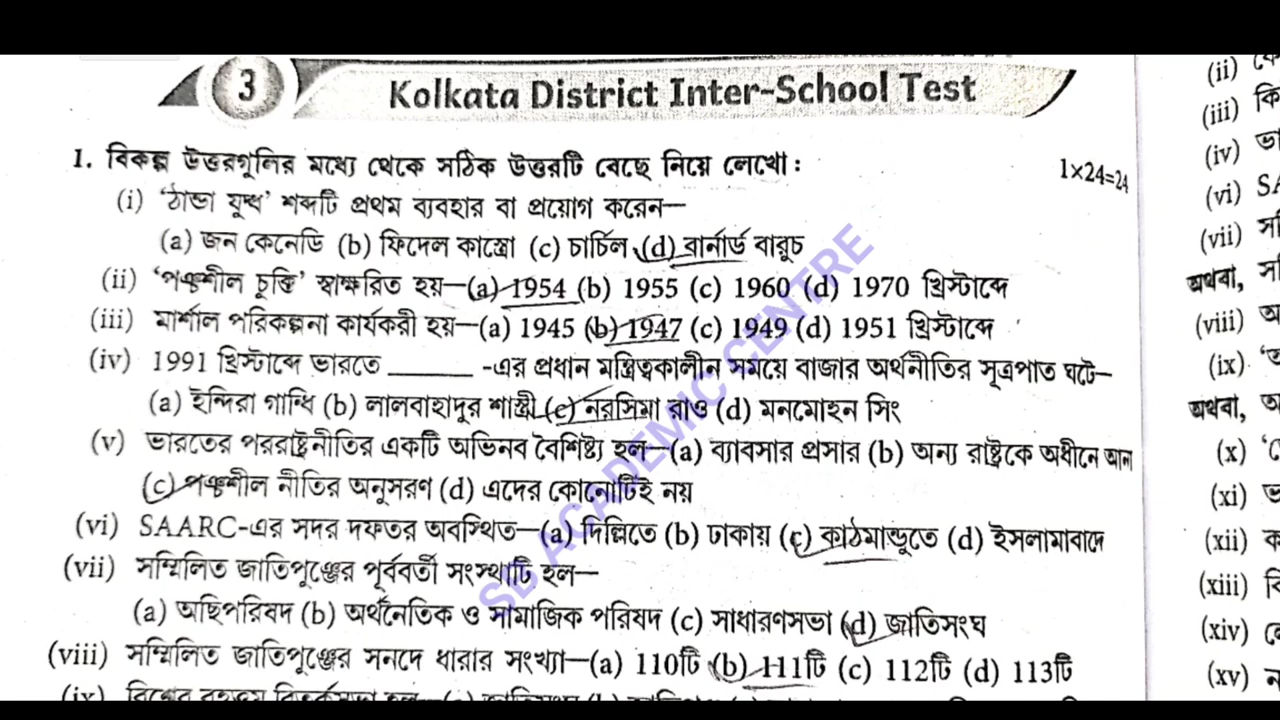 3
Kolkata District Inter-School Test
1. বিকল্প উত্তরগুলির মধ্যে থেকে সঠিক উত্তরটি বেছে নিয়ে লেখো :
1×24=24
(i) ‘ঠান্ডা যুদ্ধ’ শব্দটি প্রথম ব্যবহার বা প্রয়োগ করেন—
(a) জন কেনেডি (b) ফিদেল কাস্ত্রো (c) চার্চিল (d) বার্নার্ড বারুচ
(ii) ‘পঞ্চশীল চুক্তি’ স্বাক্ষরিত হয়—(a) 1954 (b) 1955 (c) 1960 (d) 1970 খ্রিস্টাব্দে
(iii) মার্শাল পরিকল্পনা কার্যকরী হয়—(a) 1945 (b) 1947 (c) 1949 (d) 1951 খ্রিস্টাব্দে
(iv) 1991 খ্রিস্টাব্দে ভারতে ________ -এর প্রধান মন্ত্রিত্বকালীন সময়ে বাজার অর্থনীতির সূত্রপাত ঘটে—
(a) ইন্দিরা গান্ধি (b) লালবাহাদুর শাস্ত্রী (c) নরসিমা রাও (d) মনমোহন সিং
(v) ভারতের পররাষ্ট্রনীতির একটি অভিনব বৈশিষ্ট্য হল—(a) ব্যাবসার প্রসার (b) অন্য রাষ্ট্রকে অধীনে আনা
(c) পঞ্চশীল নীতির অনুসরণ (d) এদের কোনোটিই নয়
(vi) SAARC-এর সদর দফতর অবস্থিত—(a) দিল্লিতে (b) ঢাকায় (c) কাঠমান্ডুতে (d) ইসলামাবাদে
(vii) সম্মিলিত জাতিপুঞ্জের পূর্ববর্তী সংস্থাটি হল—
(a) অছিপরিষদ (b) অর্থনৈতিক ও সামাজিক পরিষদ (c) সাধারণসভা (d) জাতিসংঘ
(viii) সম্মিলিত জাতিপুঞ্জের সনদে ধারার সংখ্যা—(a) 110টি (b) 111টি (c) 112টি (d) 113টি
SB ACADEMIC CENTRE
(ii)
(iii)
(iv)
(vi)
(vii)
অথবা,
(viii)
(ix)
অথবা,
(x)
(xi)
(xii)
(xiii)
(xiv)
(xv)